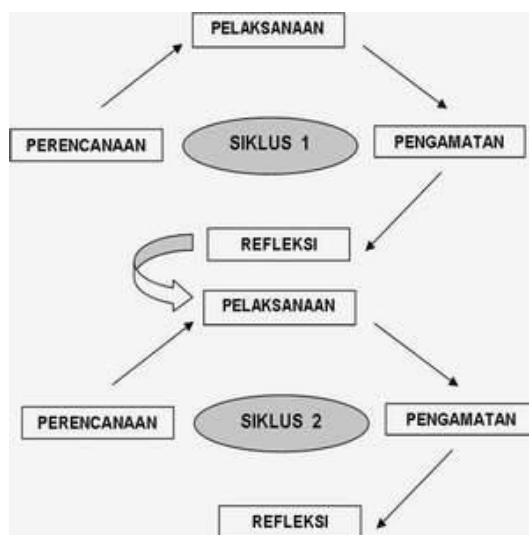 PELAKSANAAN
PERENCANAAN
SIKLUS 1
PENGAMATAN
REFLEKSI
PELAKSANAAN
PERENCANAAN
SIKLUS 2
PENGAMATAN
REFLEKSI